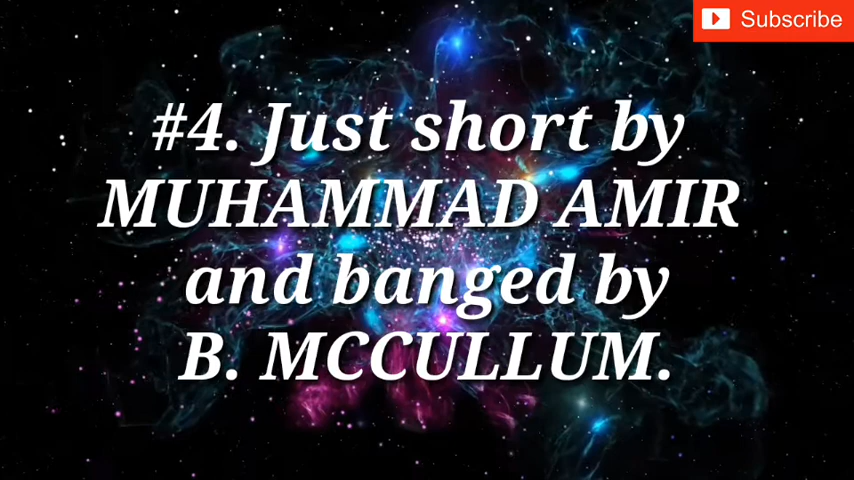 Subscribe
#4. Just short by
MUHAMMAD AMIR
and banged by
B. MCCULLUM.